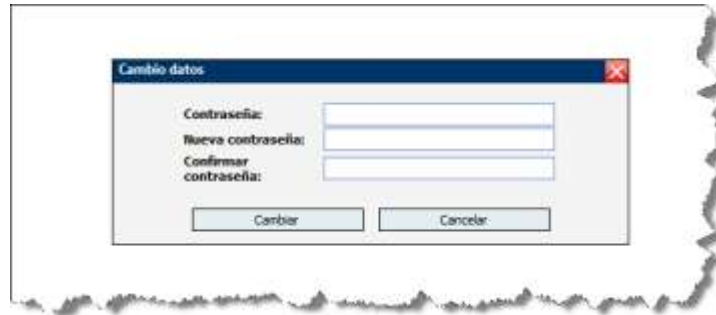 Cambio datos
Contraseña:
Nueva contraseña:
Confirmar
contraseña:
Cambiar
Cancelar